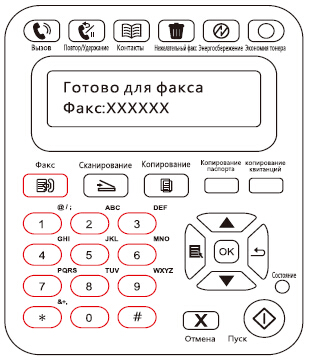 Вызов Повтор/Удержание Контакты Нежелательный факс Энергосбережение Экономия тонера
Готово для факса
Факс:XXXXXX
Факс Сканирование Копирование Копирование паспорта копирование квитанций
@/; ABC DEF
1 2 3
GHI JKL MNO
4 5 6
OK
PQRS TUV WXYZ
7 8 9
Состояние
&+,
* 0 #
X
Отмена Пуск